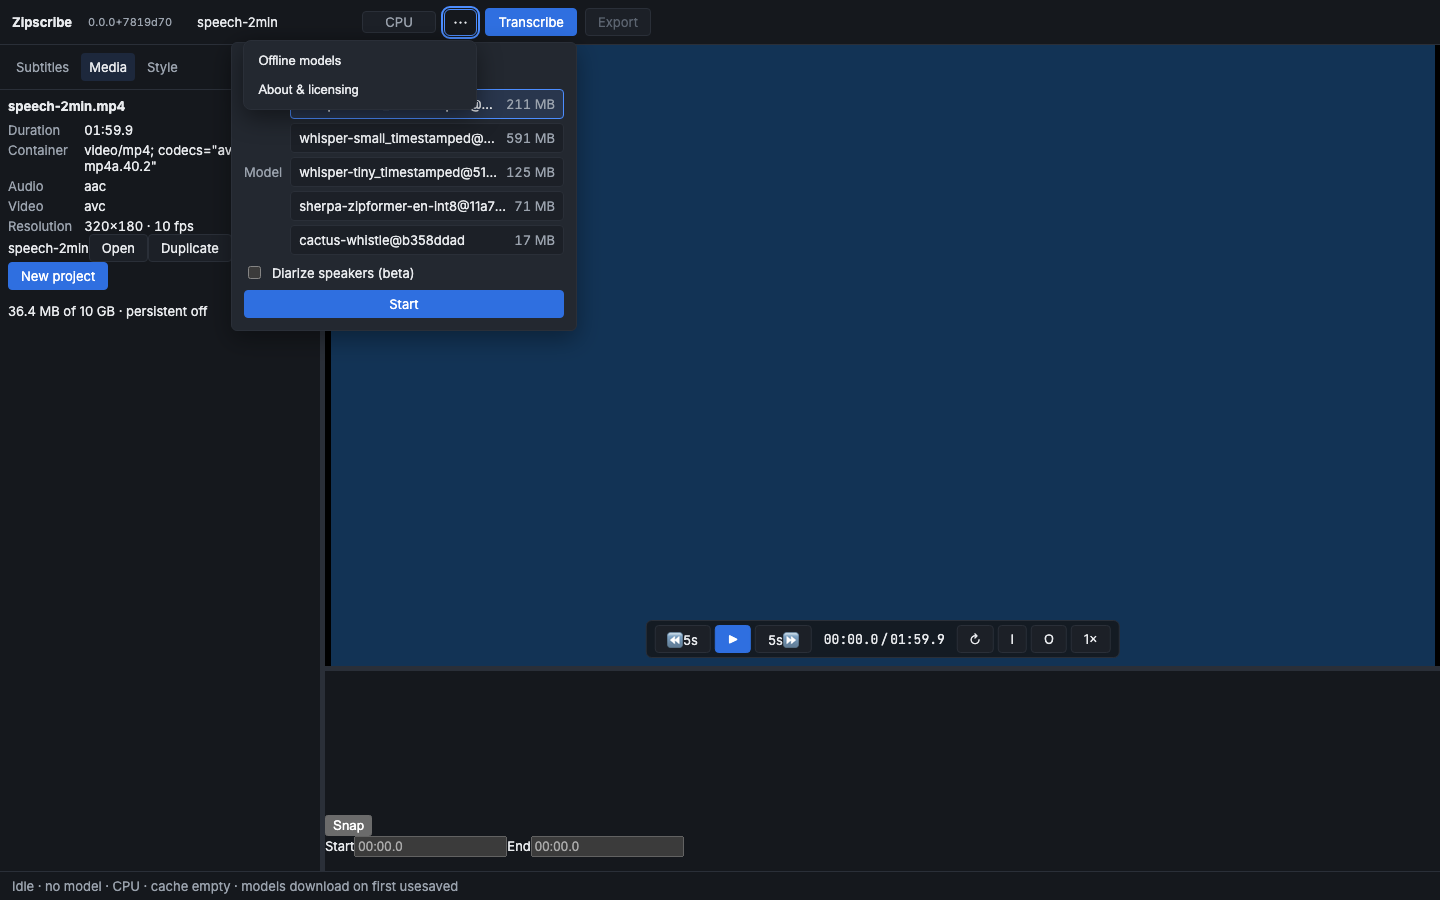 Zipscribe 0.0.0+7819d70 speech-2min CPU ··· Transcribe Export
Subtitles Media Style
Offline models
About & licensing
speech-2min.mp4
Duration 01:59.9
Container video/mp4; codecs="av
mp4a.40.2"
Audio aac
Video avc
Resolution 320×180 · 10 fps
speech-2min Open Duplicate
New project
36.4 MB of 10 GB · persistent off
@... 211 MB
whisper-small_timestamped@... 591 MB
Model whisper-tiny_timestamped@51... 125 MB
sherpa-zipformer-en-int8@11a7... 71 MB
cactus-whistle@b358ddad 17 MB
Diarize speakers (beta)
Start
⏪5s ▶ 5s⏩ 00:00.0/01:59.9 ↻ I O 1×
Snap
Start 00:00.0 End 00:00.0
Idle · no model · CPU · cache empty · models download on first usesaved